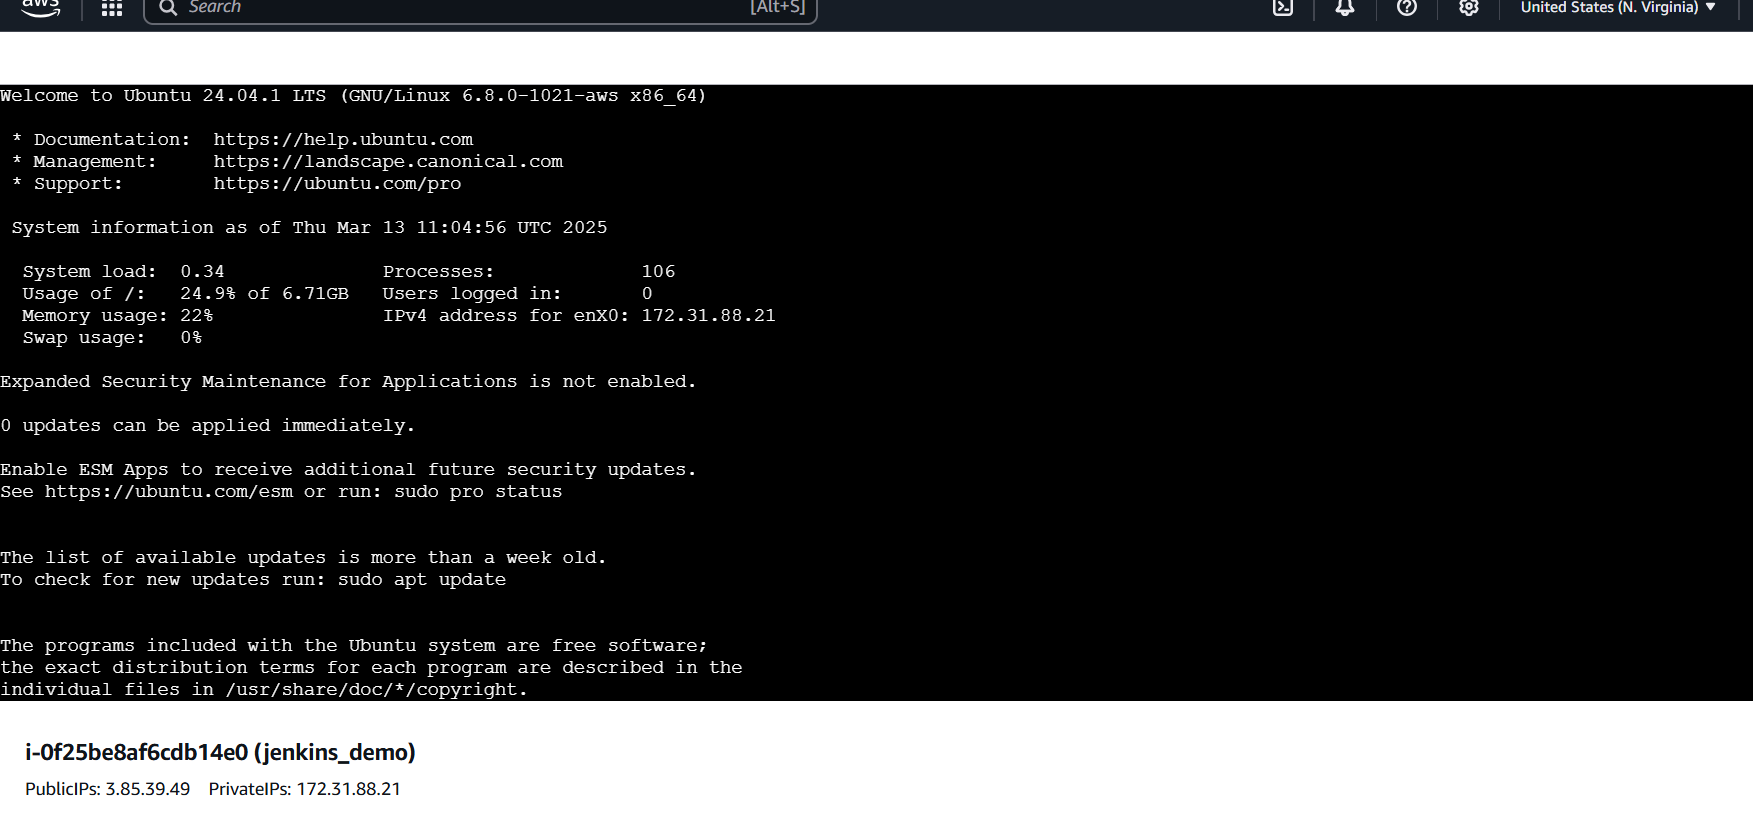 aws
Search [Alt+S] United States (N. Virginia)
Welcome to Ubuntu 24.04.1 LTS (GNU/Linux 6.8.0-1021-aws x86_64)
* Documentation: https://help.ubuntu.com
* Management: https://landscape.canonical.com
* Support: https://ubuntu.com/pro
System information as of Thu Mar 13 11:04:56 UTC 2025
System load: 0.34 Processes: 106
Usage of /: 24.9% of 6.71GB Users logged in: 0
Memory usage: 22% IPv4 address for enX0: 172.31.88.21
Swap usage: 0%
Expanded Security Maintenance for Applications is not enabled.
0 updates can be applied immediately.
Enable ESM Apps to receive additional future security updates.
See https://ubuntu.com/esm or run: sudo pro status
The list of available updates is more than a week old.
To check for new updates run: sudo apt update
The programs included with the Ubuntu system are free software;
the exact distribution terms for each program are described in the
individual files in /usr/share/doc/*/copyright.
i-0f25be8af6cdb14e0 (jenkins_demo)
PublicIPs: 3.85.39.49 PrivateIPs: 172.31.88.21